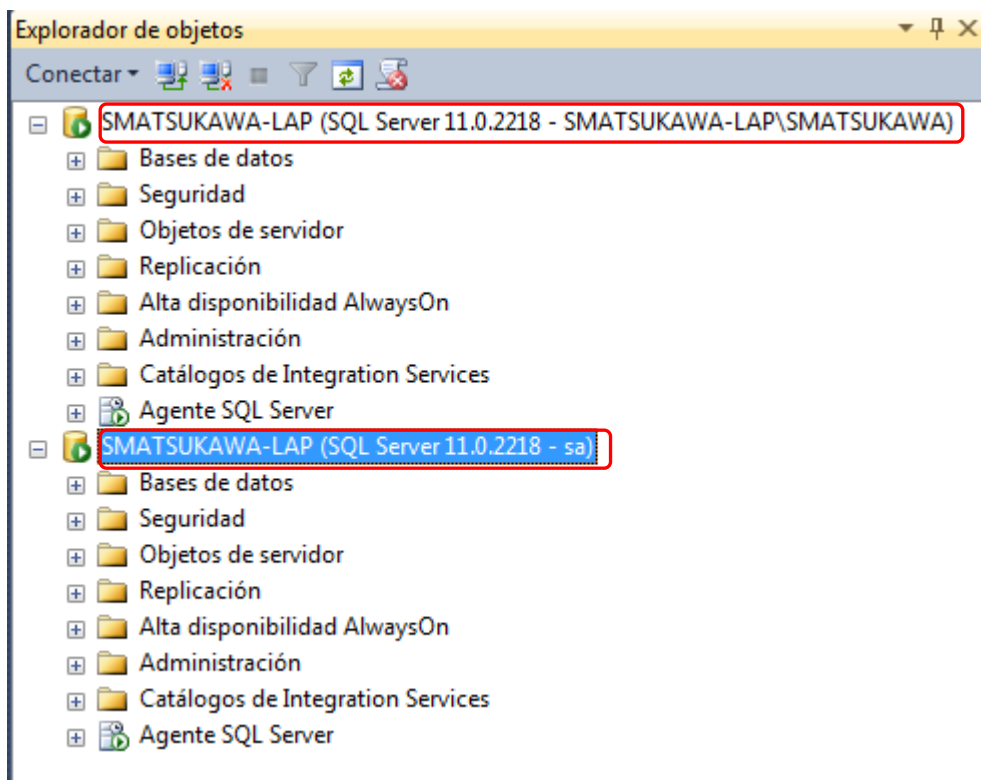 Explorador de objetos
Conectar
SMATSUKAWA-LAP (SQL Server 11.0.2218 - SMATSUKAWA-LAP\SMATSUKAWA)
Bases de datos
Seguridad
Objetos de servidor
Replicación
Alta disponibilidad AlwaysOn
Administración
Catálogos de Integration Services
Agente SQL Server
SMATSUKAWA-LAP (SQL Server 11.0.2218 - sa)
Bases de datos
Seguridad
Objetos de servidor
Replicación
Alta disponibilidad AlwaysOn
Administración
Catálogos de Integration Services
Agente SQL Server